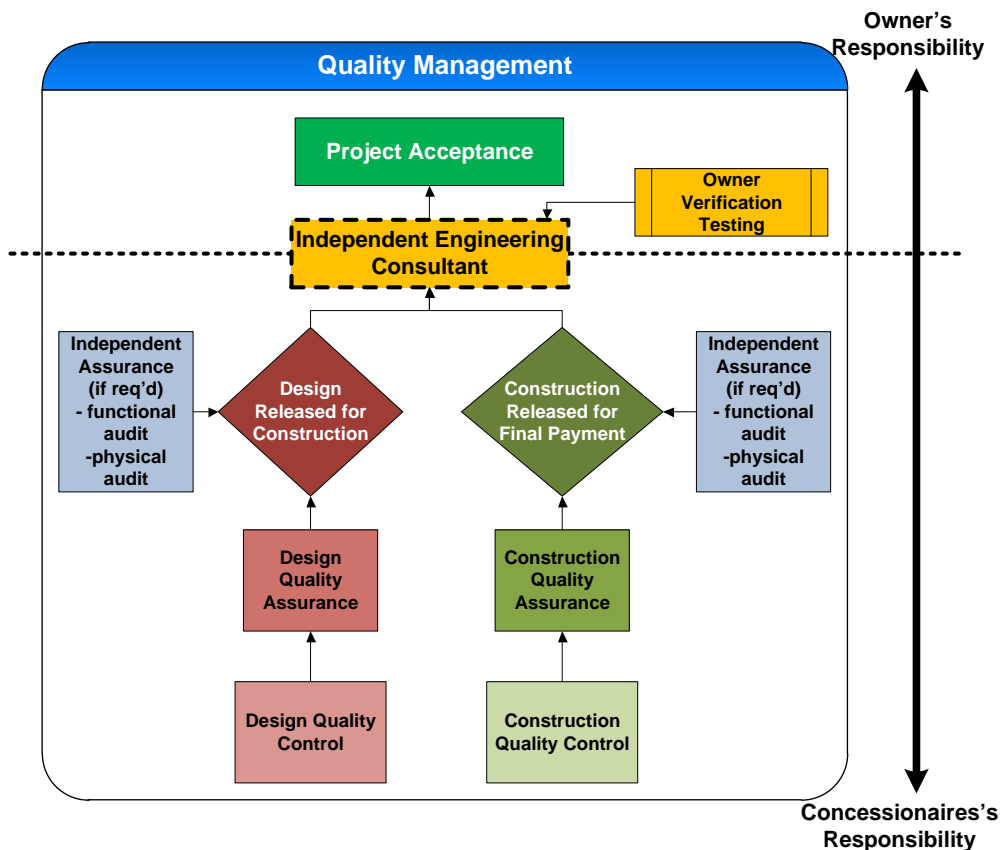 Owner's
Responsibility
Quality Management
Project Acceptance
Owner
Verification
Testing
Independent Engineering
Consultant
Independent
Assurance
(if req'd)
- functional
audit
-physical
audit
Design
Released for
Construction
Construction
Released for
Final Payment
Independent
Assurance
(if req'd)
- functional
audit
-physical
audit
Design
Quality
Assurance
Construction
Quality
Assurance
Design Quality
Control
Construction
Quality Control
Concessionaires's
Responsibility